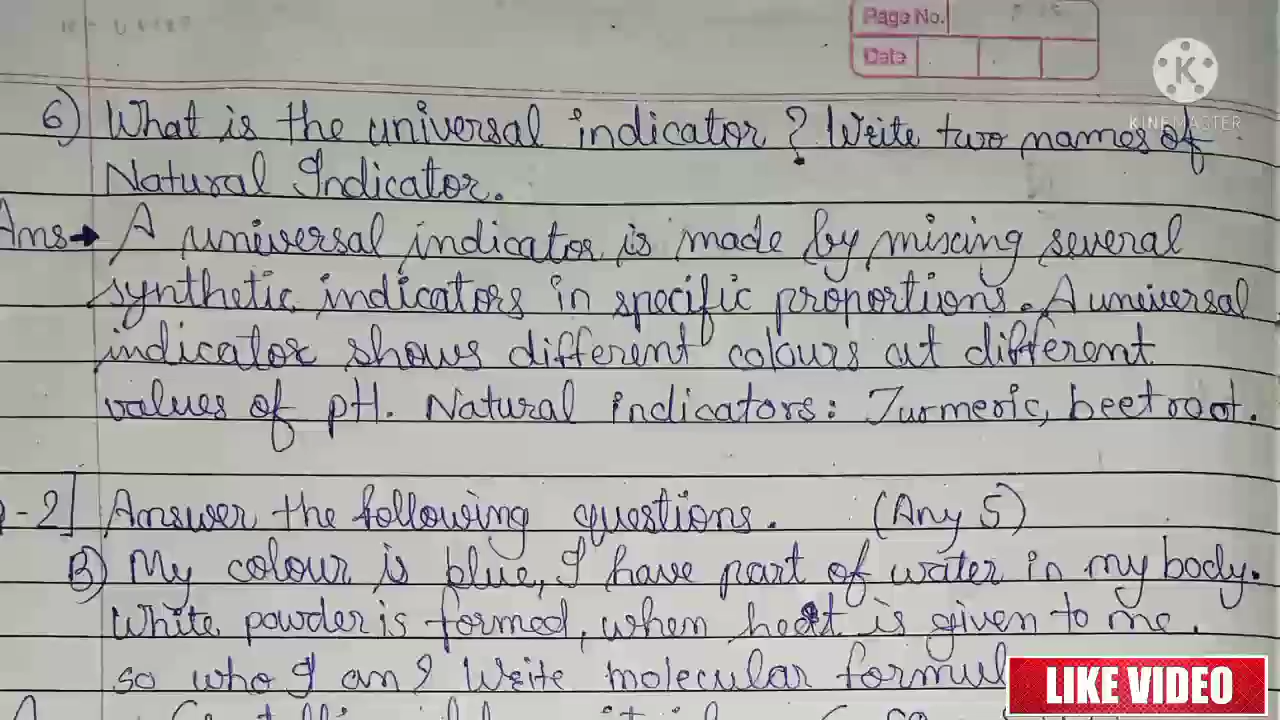 Page No.
Date
K
KINEMASTER
6) What is the universal indicator? Write two names of
Natural Indicator.
Ans→ A universal indicator is made by mixing several
synthetic indicators in specific proportions. A universal
indicator shows different colours at different
values of pH. Natural indicators: Turmeric, beetroot.
-2] Answer the following questions. (Any 5)
3) My colour is blue, I have part of water in my body.
White powder is formed, when heat is given to me.
so who I am? Write molecular formul
LIKE VIDEO